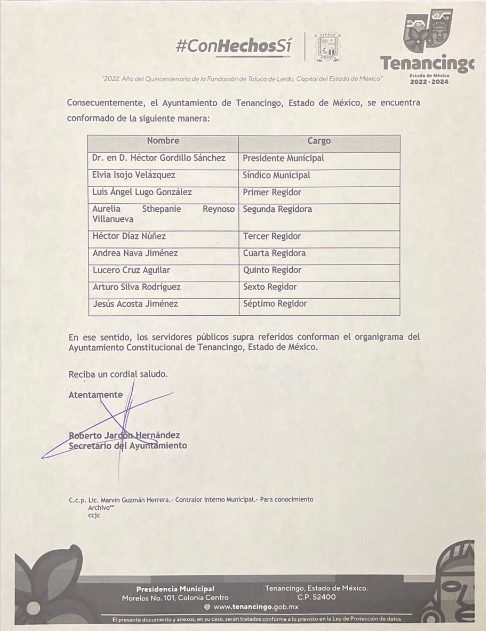 #ConHechosSí
Tenancingo
Estado de México
2022 - 2024
"2022. Año del Quincentenario de la Fundación de Toluca de Lerdo, Capital del Estado de México"
Consecuentemente, el Ayuntamiento de Tenancingo, Estado de México, se encuentra
conformado de la siguiente manera:
Nombre Cargo
Dr. en D. Héctor Gordillo Sánchez Presidente Municipal
Elvia Isojo Velázquez Síndico Municipal
Luis Ángel Lugo González Primer Regidor
Aurelia Sthepanie Reynoso Segunda Regidora
Villanueva
Héctor Díaz Núñez Tercer Regidor
Andrea Nava Jiménez Cuarta Regidora
Lucero Cruz Aguilar Quinto Regidor
Arturo Silva Rodríguez Sexto Regidor
Jesús Acosta Jiménez Séptimo Regidor
En ese sentido, los servidores públicos supra referidos conforman el organigrama del
Ayuntamiento Constitucional de Tenancingo, Estado de México.
Reciba un cordial saludo.
Atentamente
Roberto Jardón Hernández
Secretario del Ayuntamiento
C.c.p. Lic. Marvin Guzmán Herrera.- Contralor Interno Municipal.- Para conocimiento
Archivo**
ccjc
Presidencia Municipal
Morelos No. 101, Colonia Centro
Tenancingo, Estado de México.
C.P. 52400
www.tenancingo.gob.mx
El presente documento y anexos, en su caso, serán tratados conforme a lo previsto en la Ley de Protección de datos